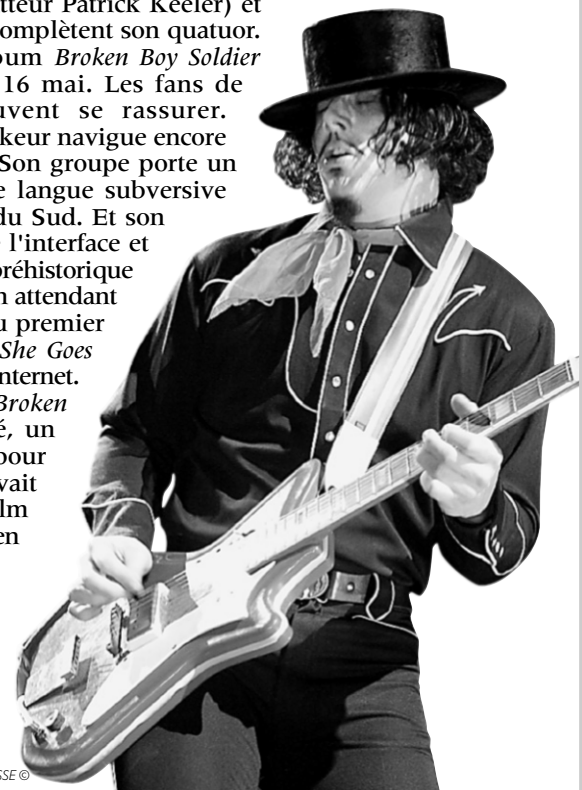 tteur Patrick Keeler) et
omplètent son quatuor.
um Broken Boy Soldier
16 mai. Les fans de
uvent se rassurer.
keur navigue encore
Son groupe porte un
e langue subversive
du Sud. Et son
l'interface et
préhistorique
n attendant
u premier
She Goes
nternet.
Broken
é, un
pour
vait
lm
en
SSE ©